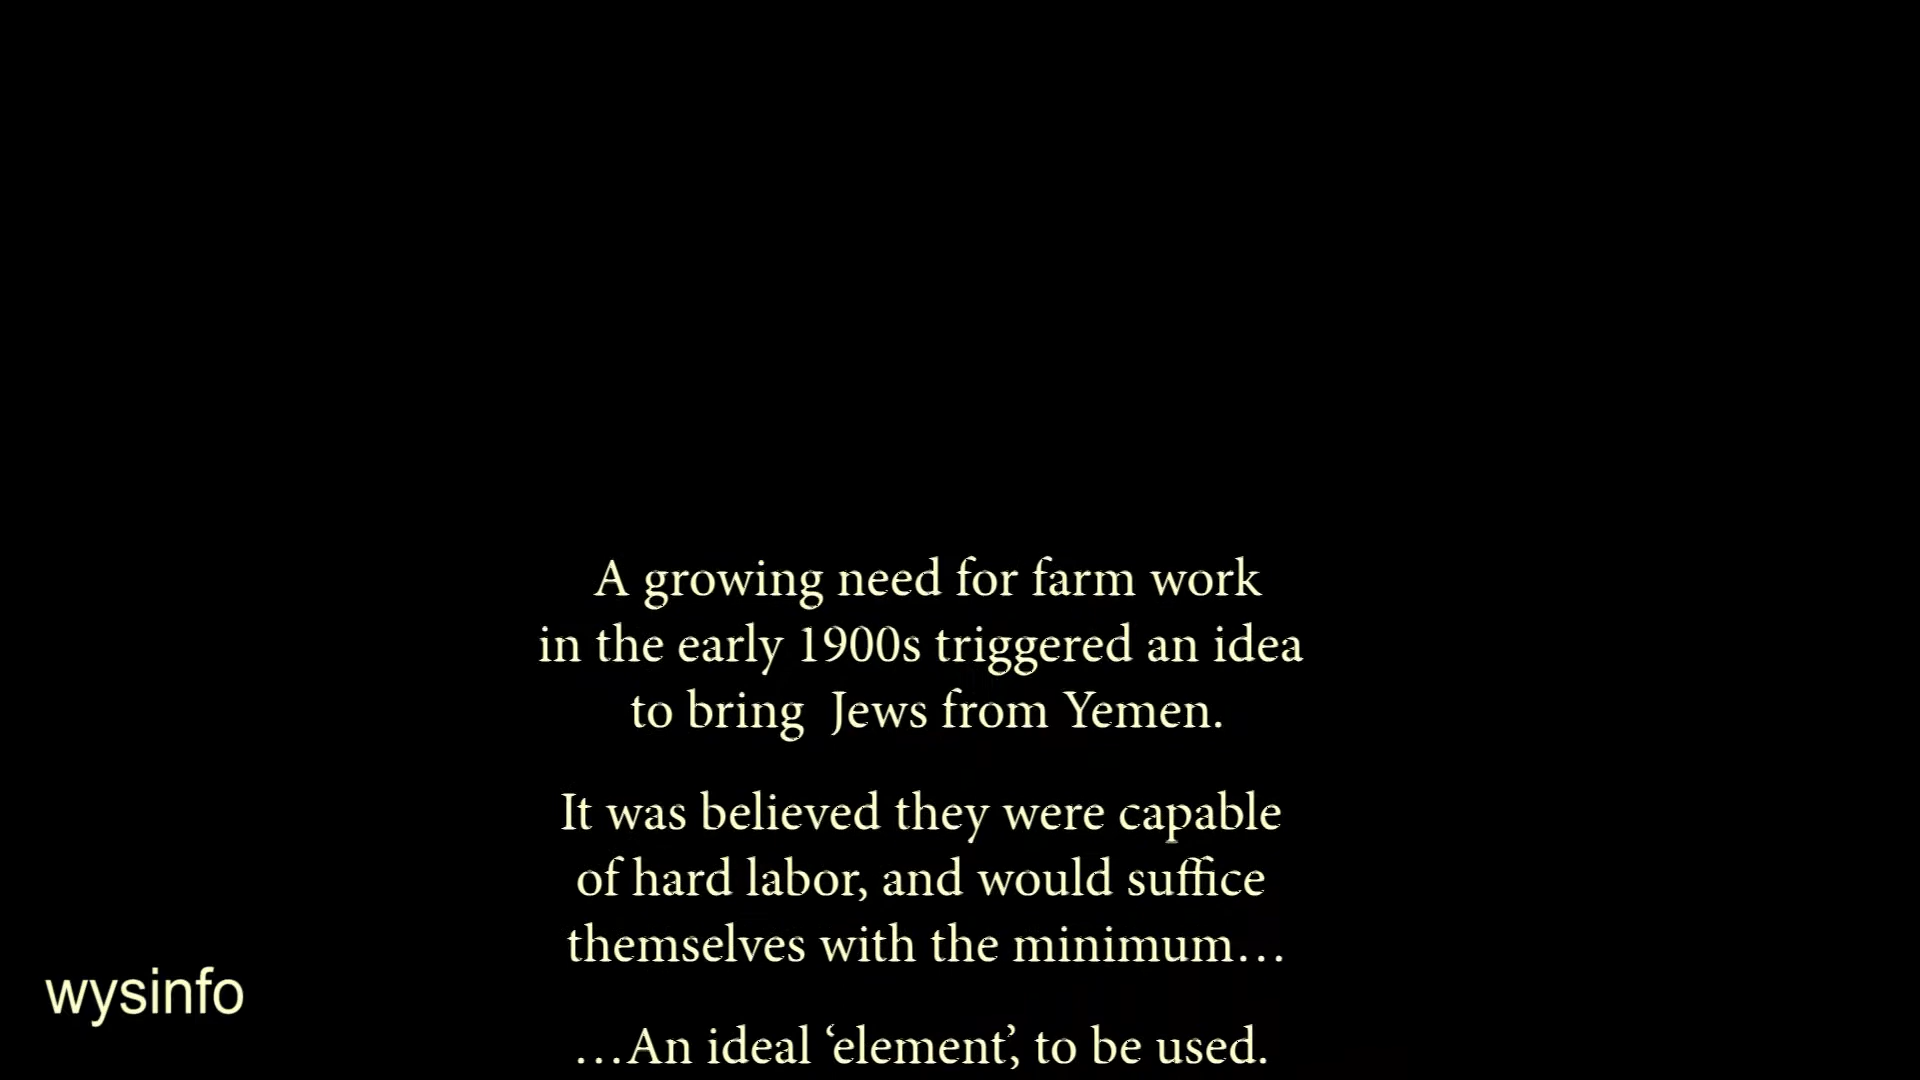 A growing need for farm work
in the early 1900s triggered an idea
to bring  Jews from Yemen.
It was believed they were capable
of hard labor, and would suffice
themselves with the minimum…
wysinfo
…An ideal ‘element’, to be used.